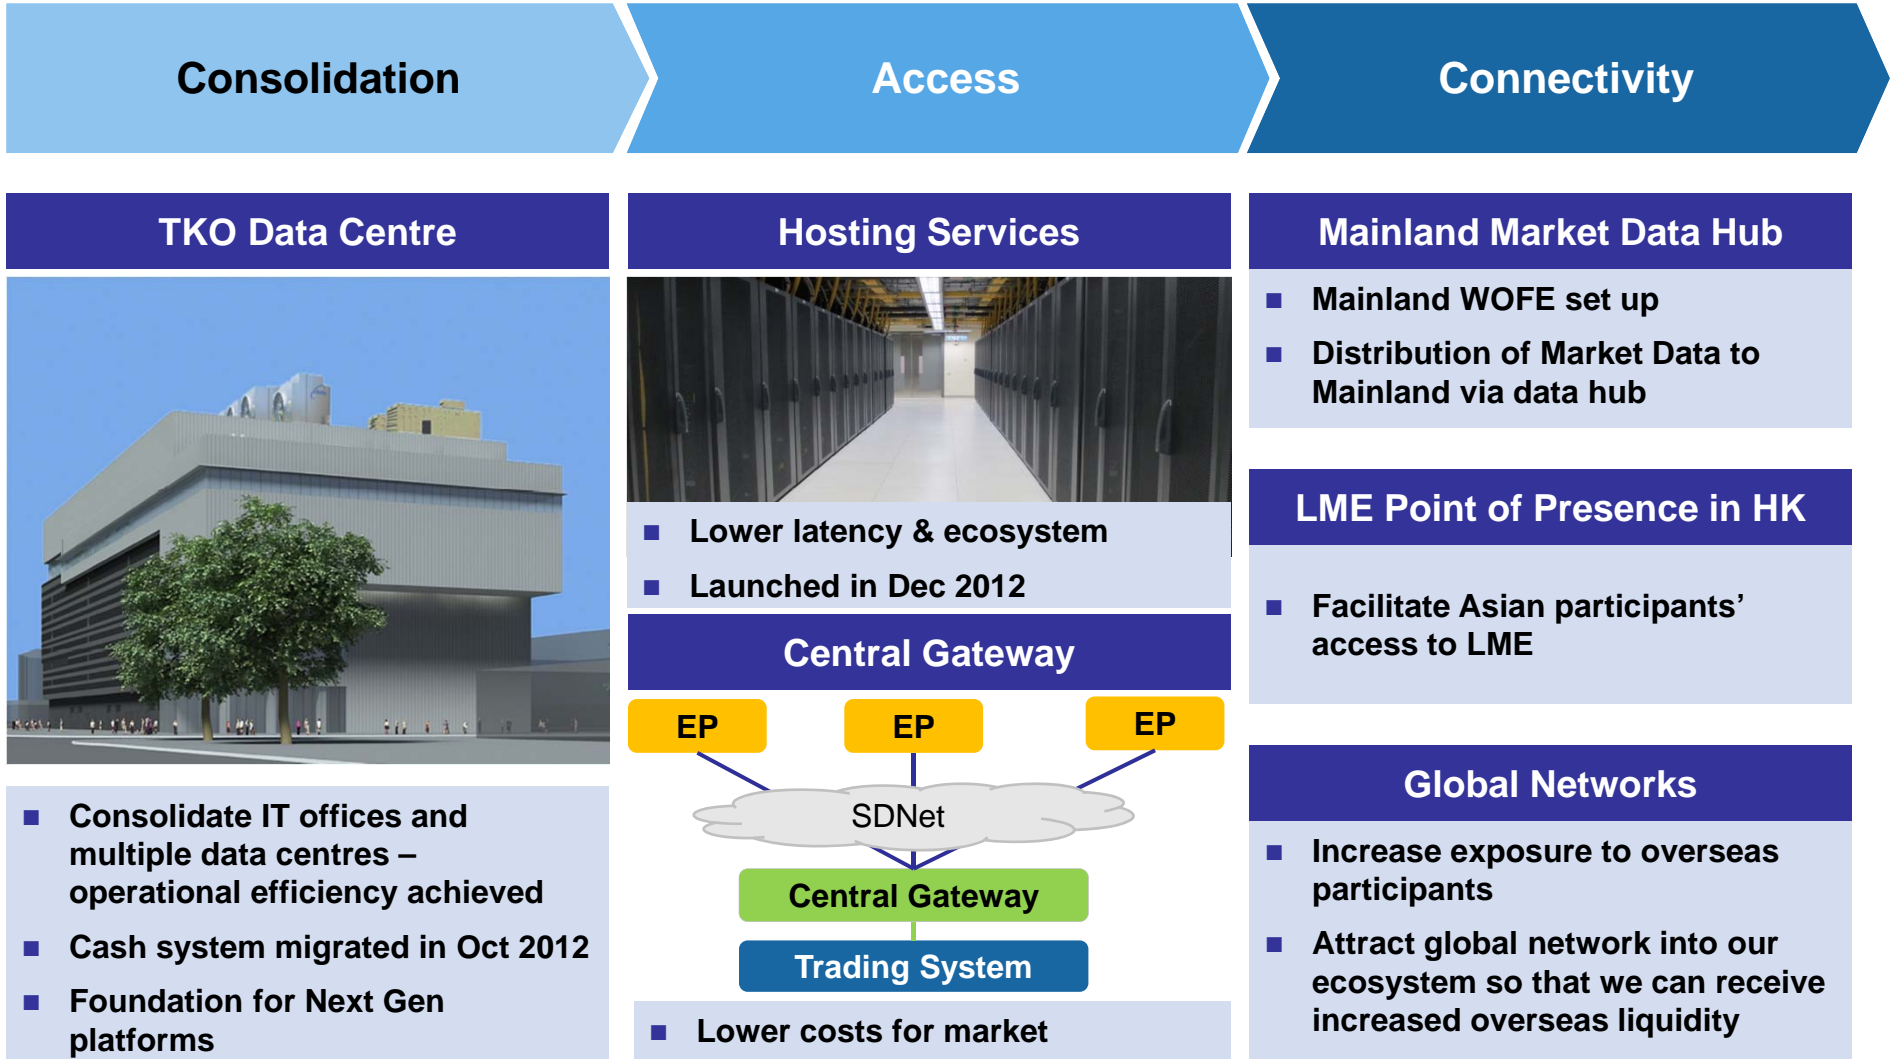 Consolidation
Access
Connectivity
TKO Data Centre
■ Consolidate IT offices and
multiple data centres –
operational efficiency achieved
■ Cash system migrated in Oct 2012
■ Foundation for Next Gen
platforms
Hosting Services
■ Lower latency & ecosystem
■ Launched in Dec 2012
Central Gateway
EP
EP
EP
SDNet
Central Gateway
Trading System
■ Lower costs for market
Mainland Market Data Hub
■ Mainland WOFE set up
■ Distribution of Market Data to
Mainland via data hub
LME Point of Presence in HK
■ Facilitate Asian participants’
access to LME
Global Networks
■ Increase exposure to overseas
participants
■ Attract global network into our
ecosystem so that we can receive
increased overseas liquidity